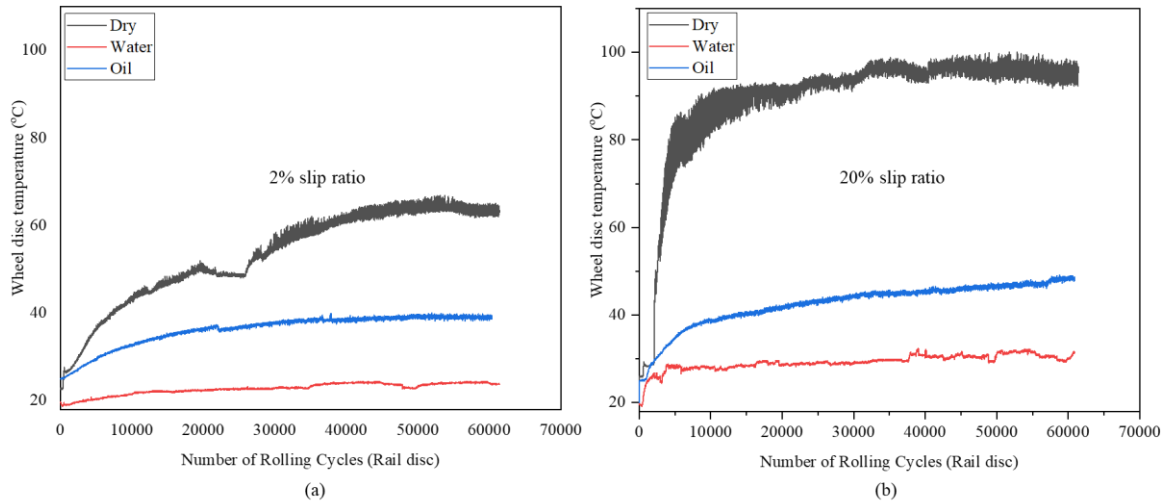 Dry
Water
Oil
100
80
60
40
20
Wheel disc temperature (°C)
2% slip ratio
0 10000 20000 30000 40000 50000 60000 70000
Number of Rolling Cycles (Rail disc)
(a)
Dry
Water
Oil
100
80
60
40
20
Wheel disc temperature (°C)
20% slip ratio
0 10000 20000 30000 40000 50000 60000 70000
Number of Rolling Cycles (Rail disc)
(b)